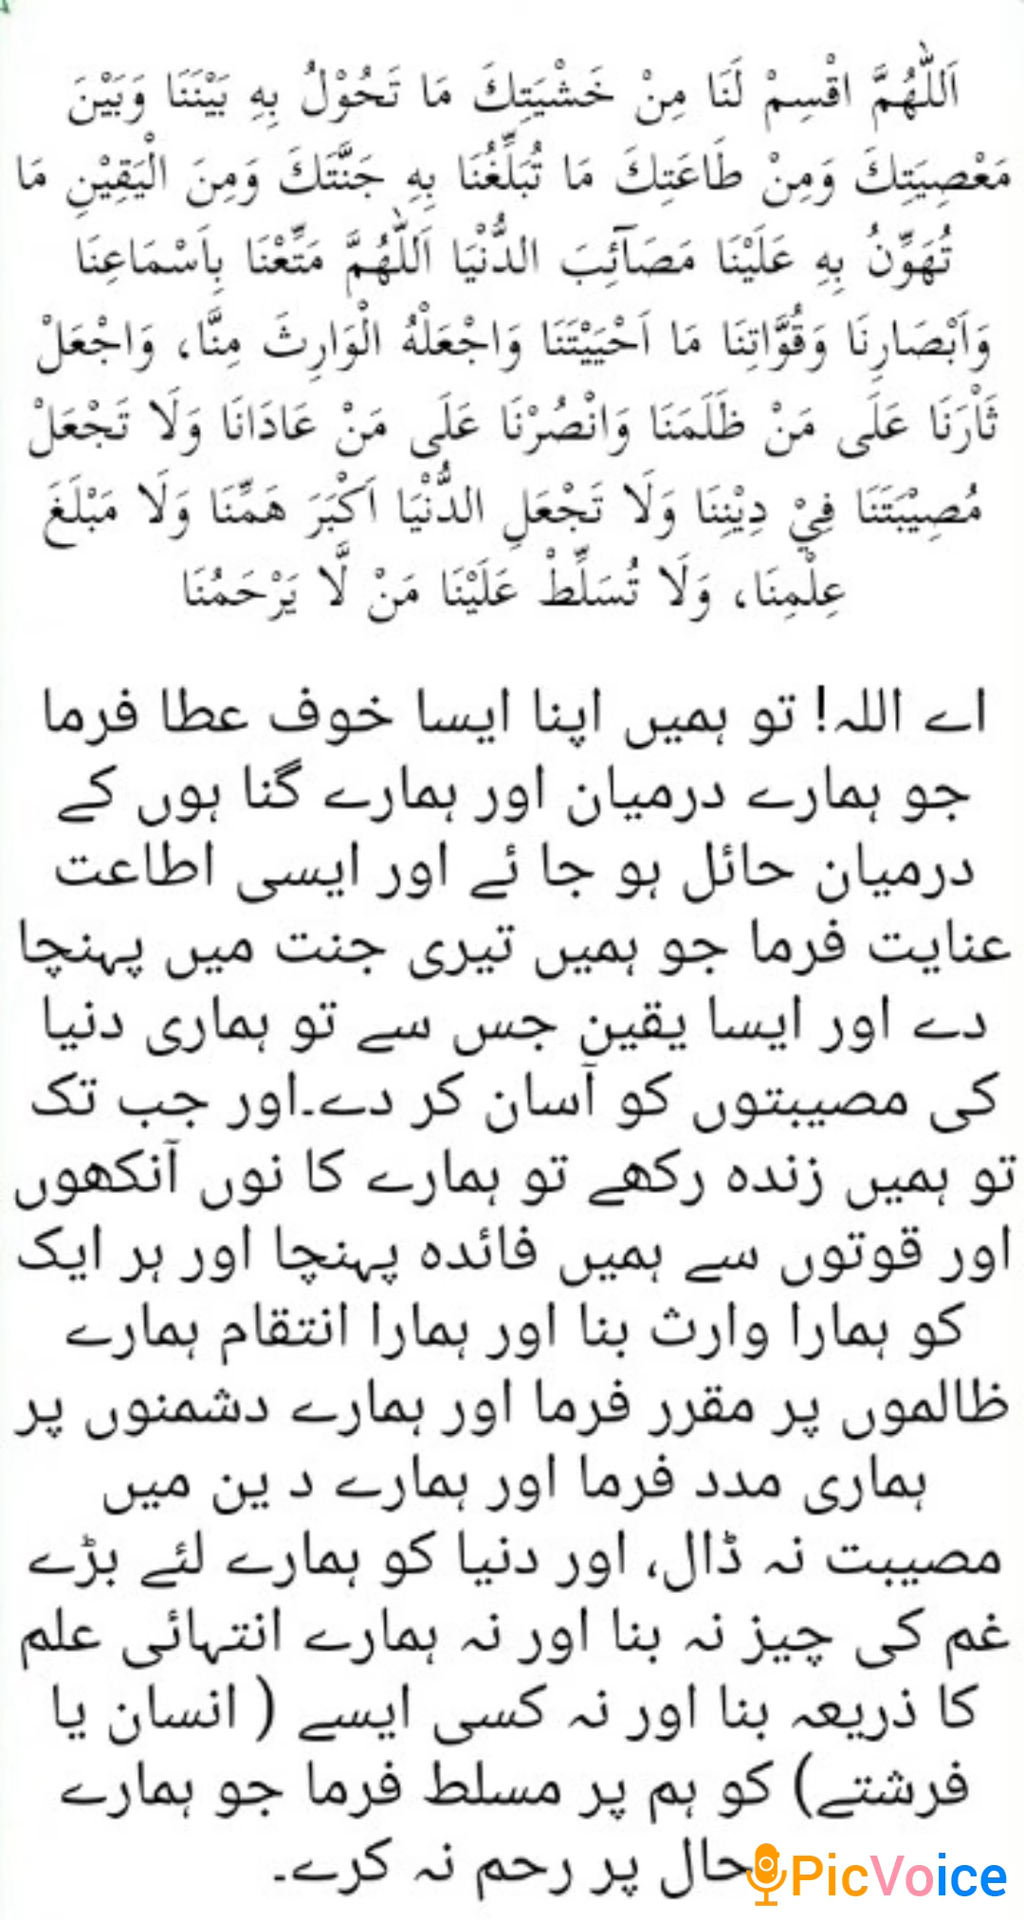 اَللّٰهُمَّ اقْسِمْ لَنَا مِنْ خَشْيَتِكَ مَا تَحُوْلُ بِهِ بَيْنَنَا وَبَيْنَ
مَعْصِيَتِكَ وَمِنْ طَاعَتِكَ مَا تُبَلِّغُنَا بِهِ جَنَّتَكَ وَمِنَ الْيَقِيْنِ مَا
تُهَوِّنُ بِهِ عَلَيْنَا مَصَآئِبَ الدُّنْيَا اَللّٰهُمَّ مَتِّعْنَا بِاَسْمَاعِنَا
وَاَبْصَارِنَا وَقُوَّاتِنَا مَا اَحْيَيْتَنَا وَاجْعَلْهُ الْوَارِثَ مِنَّا، وَاجْعَلْ
ثَاْرَنَا عَلَى مَنْ ظَلَمَنَا وَانْصُرْنَا عَلَى مَنْ عَادَانَا وَلَا تَجْعَلْ
مُصِيْبَتَنَا فِيْ دِيْنِنَا وَلَا تَجْعَلِ الدُّنْيَا اَكْبَرَ هَمِّنَا وَلَا مَبْلَغَ
عِلْمِنَا، وَلَا تُسَلِّطْ عَلَيْنَا مَنْ لَّا يَرْحَمُنَا
اے اللہ! تو ہمیں اپنا ایسا خوف عطا فرما
جو ہمارے درمیان اور ہمارے گنا ہوں کے
درمیان حائل ہو جا ئے اور ایسی اطاعت
عنایت فرما جو ہمیں تیری جنت میں پہنچا
دے اور ایسا یقین جس سے تو ہماری دنیا
کی مصیبتوں کو آسان کر دے۔اور جب تک
تو ہمیں زندہ رکھے تو ہمارے کا نوں آنکھوں
اور قوتوں سے ہمیں فائدہ پہنچا اور ہر ایک
کو ہمارا وارث بنا اور ہمارا انتقام ہمارے
ظالموں پر مقرر فرما اور ہمارے دشمنوں پر
ہماری مدد فرما اور ہمارے د ین میں
مصیبت نہ ڈال، اور دنیا کو ہمارے لئے بڑے
غم کی چیز نہ بنا اور نہ ہمارے انتہائی علم
کا ذریعہ بنا اور نہ کسی ایسے ( انسان یا
فرشتے) کو ہم پر مسلط فرما جو ہمارے
حال پر رحم نہ کرے۔
PicVoice